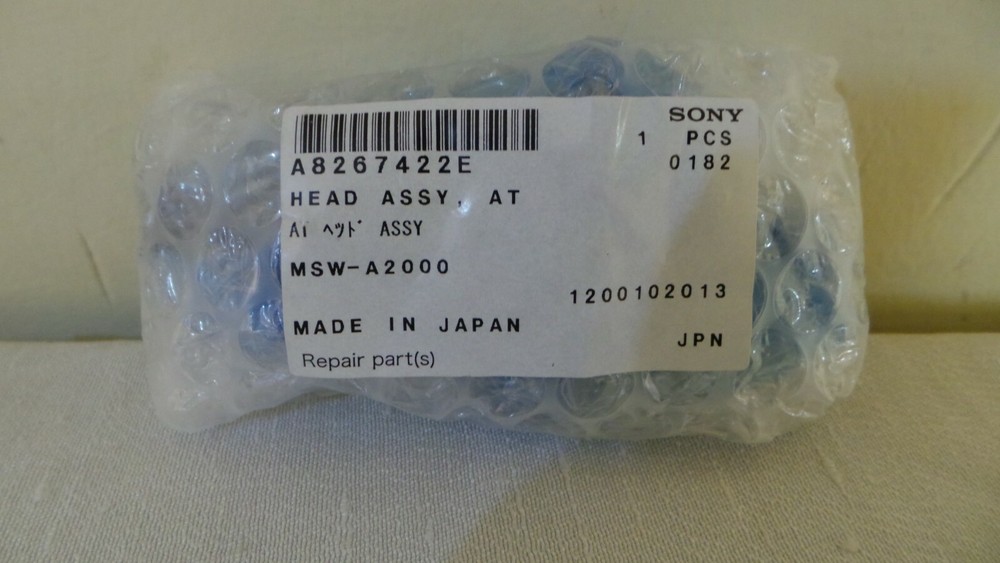 SONY
1 PCS
A8267422E
0182
HEAD ASSY, AT
AT ﾍｯﾄﾞ ASSY
MSW-A2000
1200102013
MADE IN JAPAN
JPN
Repair part(s)